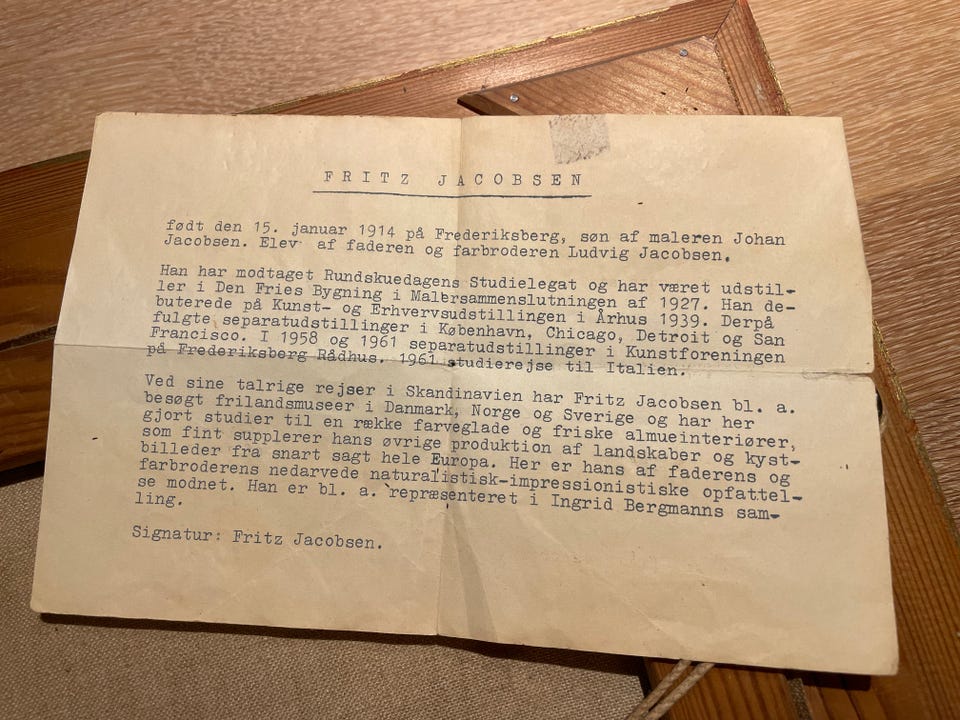 FRITZ JACOBSEN
født den 15. januar 1914 på Frederiksberg, søn af maleren Johan
Jacobsen. Elev af faderen og farbroderen Ludvig Jacobsen.
Han har modtaget Rundskuedagens Studielegat og har været udstil-
ler i Den Fries Bygning i Malersammenslutningen af 1927. Han de-
buterede på Kunst- og Erhvervsudstillingen i Århus 1939. Derpå
fulgte separatudstillinger i København, Chicago, Detroit og San
Francisco. I 1958 og 1961 separatudstillinger i Kunstforeningen
på Frederiksberg Rådhus. 1961 studierejse til Italien.
Ved sine talrige rejser i Skandinavien har Fritz Jacobsen bl. a.
besøgt frilandsmuseer i Danmark, Norge og Sverige og har her
gjort studier til en række farveglade og friske almueinteriører,
som fint supplerer hans øvrige produktion af landskaber og kyst-
billeder fra snart sagt hele Europa. Her er hans af faderens og
farbroderens nedarvede naturalistisk-impressionistiske opfattel-
se modnet. Han er bl. a. repræsenteret i Ingrid Bergmanns sam-
ling.
Signatur: Fritz Jacobsen.